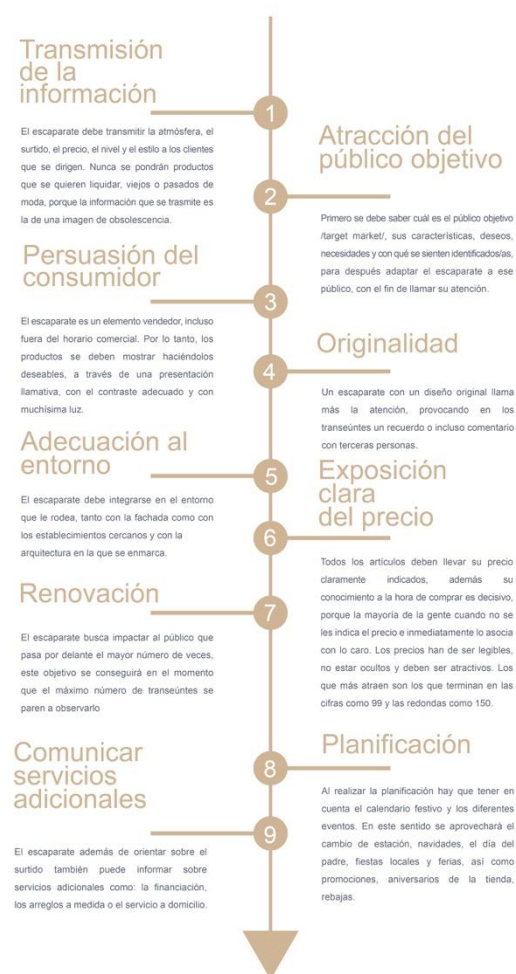 Transmisión
de la
información
1
El escaparate debe transmitir la atmósfera, el
surtido, el precio, el nivel y el estilo a los clientes
que se dirigen. Nunca se pondrán productos
que se quieren liquidar, viejos o pasados de
moda, porque la información que se trasmite es
la de una imagen de obsolescencia.
Atracción del
público objetivo
2
Primero se debe saber cuál es el público objetivo
/target market/, sus características, deseos,
necesidades y con qué se sienten identificados/as,
para después adaptar el escaparate a ese
público, con el fin de llamar su atención.
Persuasión del
consumidor
3
El escaparate es un elemento vendedor, incluso
fuera del horario comercial. Por lo tanto, los
productos se deben mostrar haciéndolos
deseables, a través de una presentación
llamativa, con el contraste adecuado y con
muchísima luz.
Originalidad
4
Un escaparate con un diseño original llama
más la atención, provocando en los
transeúntes un recuerdo o incluso comentario
con terceras personas.
Adecuación al
entorno
5
El escaparate debe integrarse en el entorno
que le rodea, tanto con la fachada como con
los establecimientos cercanos y con la
arquitectura en la que se enmarca.
Exposición
clara
del precio
6
Todos los artículos deben llevar su precio
claramente indicados, además su
conocimiento a la hora de comprar es decisivo,
porque la mayoría de la gente cuando no se
les indica el precio e inmediatamente lo asocia
con lo caro. Los precios han de ser legibles,
no estar ocultos y deben ser atractivos. Los
que más atraen son los que terminan en las
cifras como 99 y las redondas como 150.
Renovación
7
El escaparate busca impactar al público que
pasa por delante el mayor número de veces,
este objetivo se conseguirá en el momento
que el máximo número de transeúntes se
paren a observarlo
Planificación
8
Al realizar la planificación hay que tener en
cuenta el calendario festivo y los diferentes
eventos. En este sentido se aprovechará el
cambio de estación, navidades, el día del
padre, fiestas locales y ferias, así como
promociones, aniversarios de la tienda,
rebajas.
Comunicar
servicios
adicionales
9
El escaparate además de orientar sobre el
surtido también puede informar sobre
servicios adicionales como: la financiación,
los arreglos a medida o el servicio a domicilio.